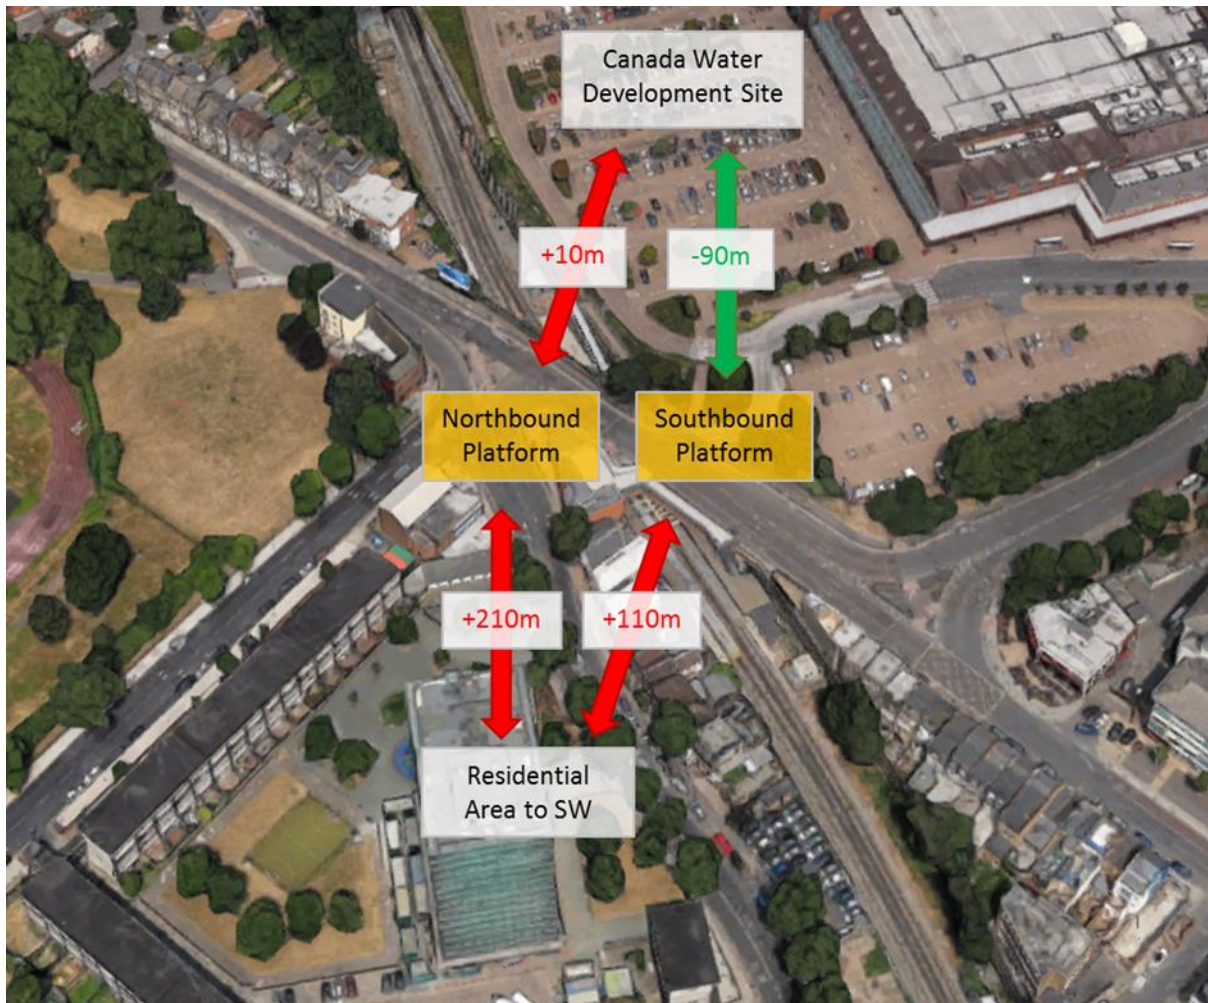 Canada Water
Development Site
+10m
-90m
Northbound
Platform
Southbound
Platform
+210m
+110m
Residential
Area to SW